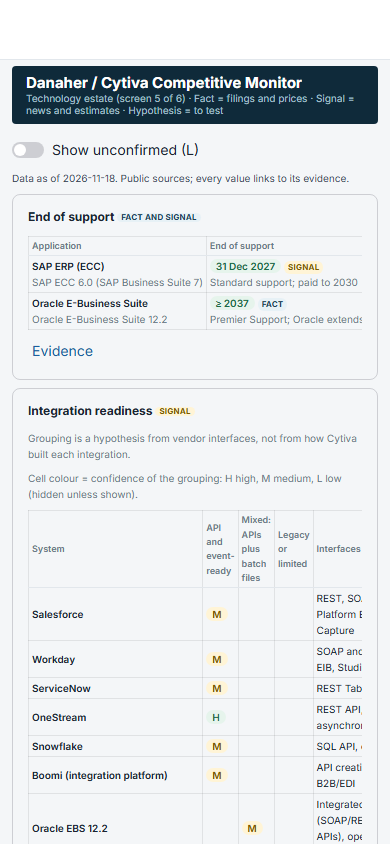 Danaher / Cytiva Competitive Monitor
Technology estate (screen 5 of 6) · Fact = filings and prices · Signal =
news and estimates · Hypothesis = to test
Show unconfirmed (L)
Data as of 2026-11-18. Public sources; every value links to its evidence.
End of support FACT AND SIGNAL
Application End of support
SAP ERP (ECC) 31 Dec 2027 SIGNAL
SAP ECC 6.0 (SAP Business Suite 7) Standard support; paid to 2030
Oracle E-Business Suite ≥ 2037 FACT
Oracle E-Business Suite 12.2 Premier Support; Oracle extends
Evidence
Integration readiness SIGNAL
Grouping is a hypothesis from vendor interfaces, not from how Cytiva
built each integration.
Cell colour = confidence of the grouping: H high, M medium, L low
(hidden unless shown).
System
API
and
event-
ready
Mixed:
APIs
plus
batch
files
Legacy
or
limited
Interfaces
Salesforce M
REST,
Platform
Capture
Workday M
SOAP and
EIB,
ServiceNow M REST
OneStream H
REST API,
Snowflake M SQL API,
Boomi (integration platform) M
API
B2B/EDI
Oracle EBS 12.2 M
Integrated
APIs),